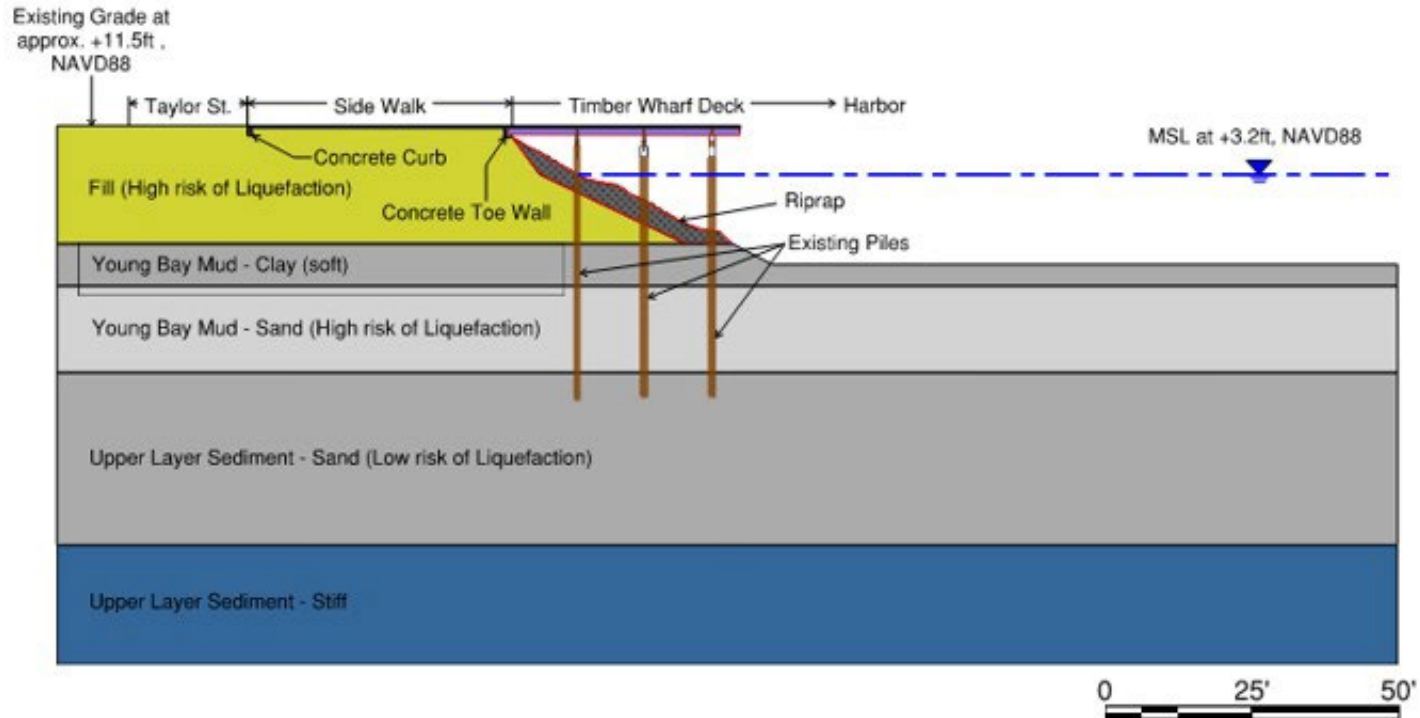 Existing Grade at
approx. +11.5ft ,
NAVD88
Taylor St.
Side Walk
Timber Wharf Deck
Harbor
MSL at +3.2ft, NAVD88
Concrete Curb
Fill (High risk of Liquefaction)
Concrete Toe Wall
Riprap
Existing Piles
Young Bay Mud - Clay (soft)
Young Bay Mud - Sand (High risk of Liquefaction)
Upper Layer Sediment - Sand (Low risk of Liquefaction)
Upper Layer Sediment - Stiff
0 25' 50'